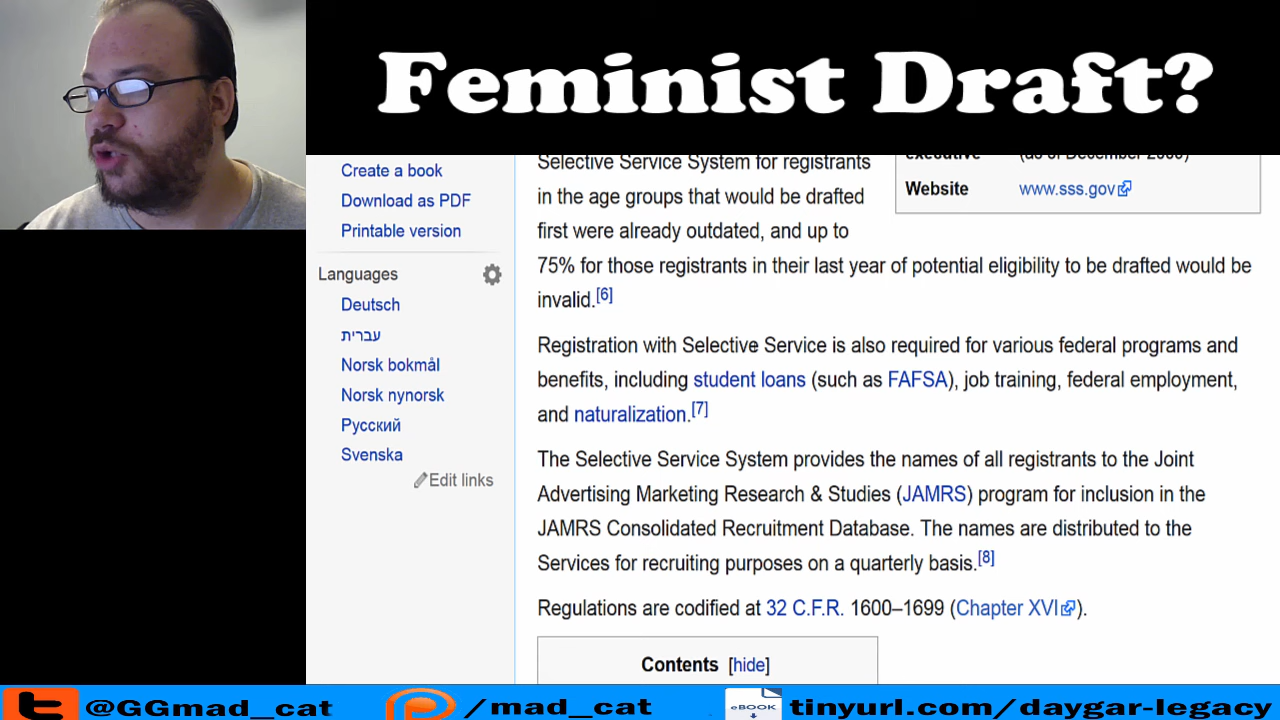 Feminist Draft?
Create a book
Download as PDF
Printable version
Languages
Deutsch
עברית
Norsk bokmål
Norsk nynorsk
Русский
Svenska
Edit links
Selective Service System for registrants
in the age groups that would be drafted
first were already outdated, and up to
75% for those registrants in their last year of potential eligibility to be drafted would be
invalid.[6]
executive (as of December 2009)
Website www.sss.gov
Registration with Selective Service is also required for various federal programs and
benefits, including student loans (such as FAFSA), job training, federal employment,
and naturalization.[7]
The Selective Service System provides the names of all registrants to the Joint
Advertising Marketing Research & Studies (JAMRS) program for inclusion in the
JAMRS Consolidated Recruitment Database. The names are distributed to the
Services for recruiting purposes on a quarterly basis.[8]
Regulations are codified at 32 C.F.R. 1600–1699 (Chapter XVI).
Contents [hide]
@GGmad_cat
/mad_cat
eBOOK
tinyurl.com/daygar-legacy